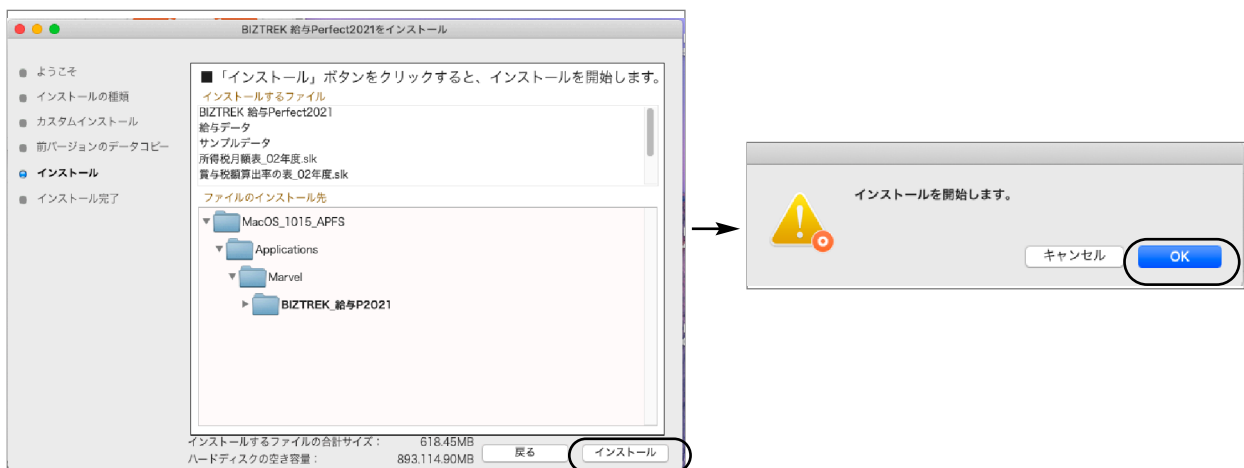 BIZTREK 給与Perfect2021をインストール
ようこそ
インストールの種類
カスタムインストール
前バージョンのデータコピー
インストール
インストール完了
■「インストール」ボタンをクリックすると、インストールを開始します。
インストールするファイル
BIZTREK 給与Perfect2021
給与データ
サンプルデータ
所得税月額表_02年度.slk
賞与税額算出率の表_02年度.slk
ファイルのインストール先
MacOS_1015_APFS
Applications
Marvel
BIZTREK_給与P2021
インストールするファイルの合計サイズ： 618.45MB
ハードディスクの空き容量： 893.114.90MB
戻る
インストール
インストールを開始します。
キャンセル
OK